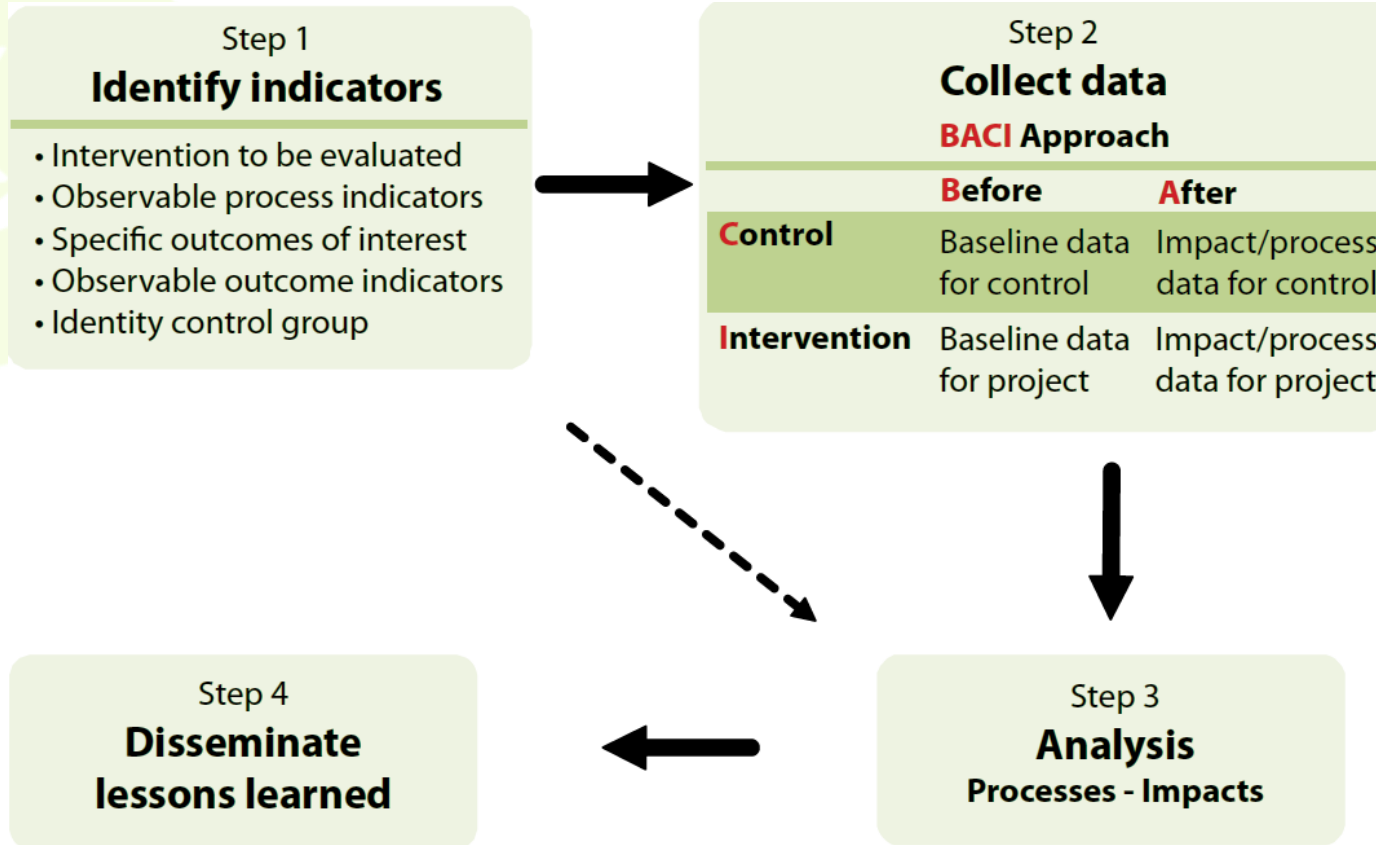 Step 1
Identify indicators
• Intervention to be evaluated
• Observable process indicators
• Specific outcomes of interest
• Observable outcome indicators
• Identity control group
Step 2
Collect data
BACI Approach
Before After
Control Baseline data Impact/process
for control data for control
Intervention Baseline data Impact/process
for project data for project
Step 3
Analysis
Processes - Impacts
Step 4
Disseminate
lessons learned